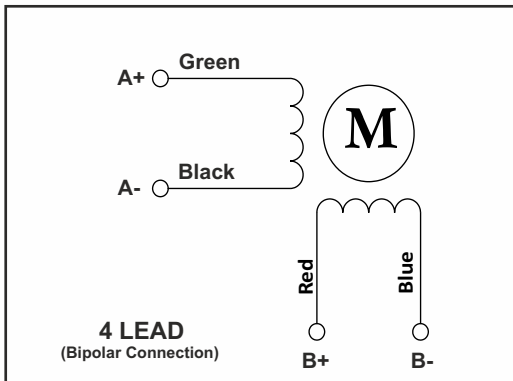 A+
Green
M
A-
Black
Red
Blue
4 LEAD
(Bipolar Connection)
B+
B-